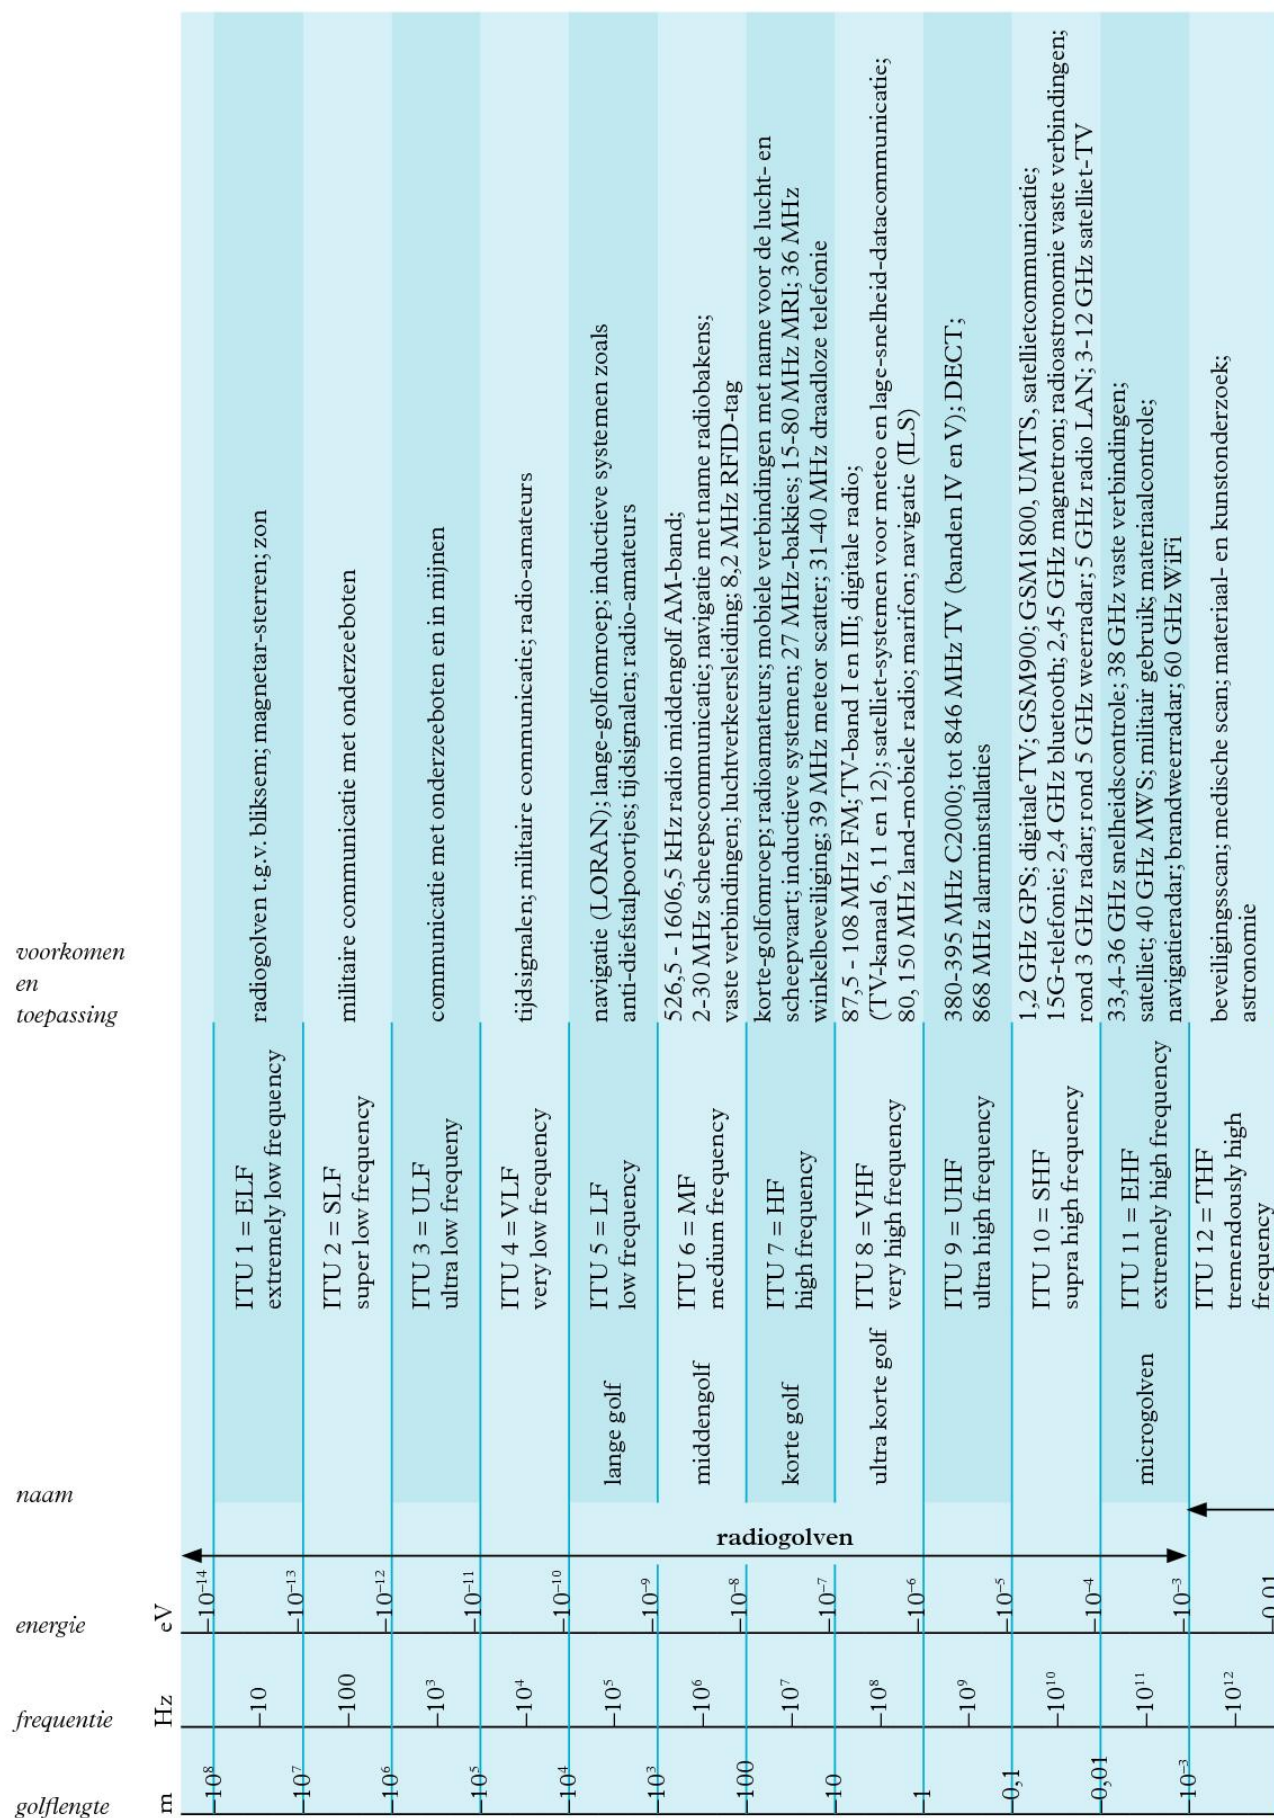 voorkomen
en
toepassing
naam
energie
eV
frequentie
Hz
golflengte
m
radiogolven
10⁸
10⁷
10⁶
10⁵
10⁴
10³
100
10
1
0,1
0,01
10⁻³
10
100
10³
10⁴
10⁵
10⁶
10⁷
10⁸
10⁹
10¹⁰
10¹¹
10¹²
10⁻¹⁴
10⁻¹³
10⁻¹²
10⁻¹¹
10⁻¹⁰
10⁻⁹
10⁻⁸
10⁻⁷
10⁻⁶
10⁻⁵
10⁻⁴
10⁻³
0,01
ITU 1 = ELF
extremely low frequency
radiogolven t.g.v. bliksem; magnetar-sterren; zon
ITU 2 = SLF
super low frequency
militaire communicatie met onderzeeboten
ITU 3 = ULF
ultra low frequeny
communicatie met onderzeeboten en in mijnen
ITU 4 = VLF
very low frequency
tijdsignalen; militaire communicatie; radio-amateurs
lange golf
ITU 5 = LF
low frequency
navigatie (LORAN); lange-golfomroep; inductieve systemen zoals
anti-diefstalpoortjes; tijdsignalen; radio-amateurs
middengolf
ITU 6 = MF
medium frequency
526,5 - 1606,5 kHz radio middengolf AM-band;
2-30 MHz scheepscommunicatie; navigatie met name radiobakens;
vaste verbindingen; luchtverkeersleiding; 8,2 MHz RFID-tag
korte golf
ITU 7 = HF
high frequency
korte-golfomroep; radioamateurs; mobiele verbindingen met name voor de lucht- en
scheepvaart; inductieve systemen; 27 MHz-bakkies; 15-80 MHz MRI; 36 MHz
winkelbeveiliging; 39 MHz meteor scatter; 31-40 MHz draadloze telefonie
ultra korte golf
ITU 8 = VHF
very high frequency
87,5 - 108 MHz FM; TV-band I en III; digitale radio;
(TV-kanaal 6, 11 en 12); satelliet-systemen voor meteo en lage-snelheid-datacommunicatie;
80, 150 MHz land-mobiele radio; marifon; navigatie (ILS)
ITU 9 = UHF
ultra high frequency
380-395 MHz C2000; tot 846 MHz TV (banden IV en V); DECT;
868 MHz alarminstallaties
ITU 10 = SHF
supra high frequency
1,2 GHz GPS; digitale TV; GSM900; GSM1800, UMTS, satellietcommunicatie;
15G-telefonie; 2,4 GHz bluetooth; 2,45 GHz magnetron; radioastronomie vaste verbindingen;
rond 3 GHz radar; rond 5 GHz weerradar; 5 GHz radio LAN; 3-12 GHz satelliet-TV
microgolven
ITU 11 = EHF
extremely high frequency
33,4-36 GHz snelheidscontrole; 38 GHz vaste verbindingen;
satelliet; 40 GHz MWS; militair gebruik; materiaalcontrole;
navigatieradar; brandweerradar; 60 GHz WiFi
ITU 12 = THF
tremendously high
frequency
beveiligingsscan; medische scan; materiaal- en kunstonderzoek;
astronomie